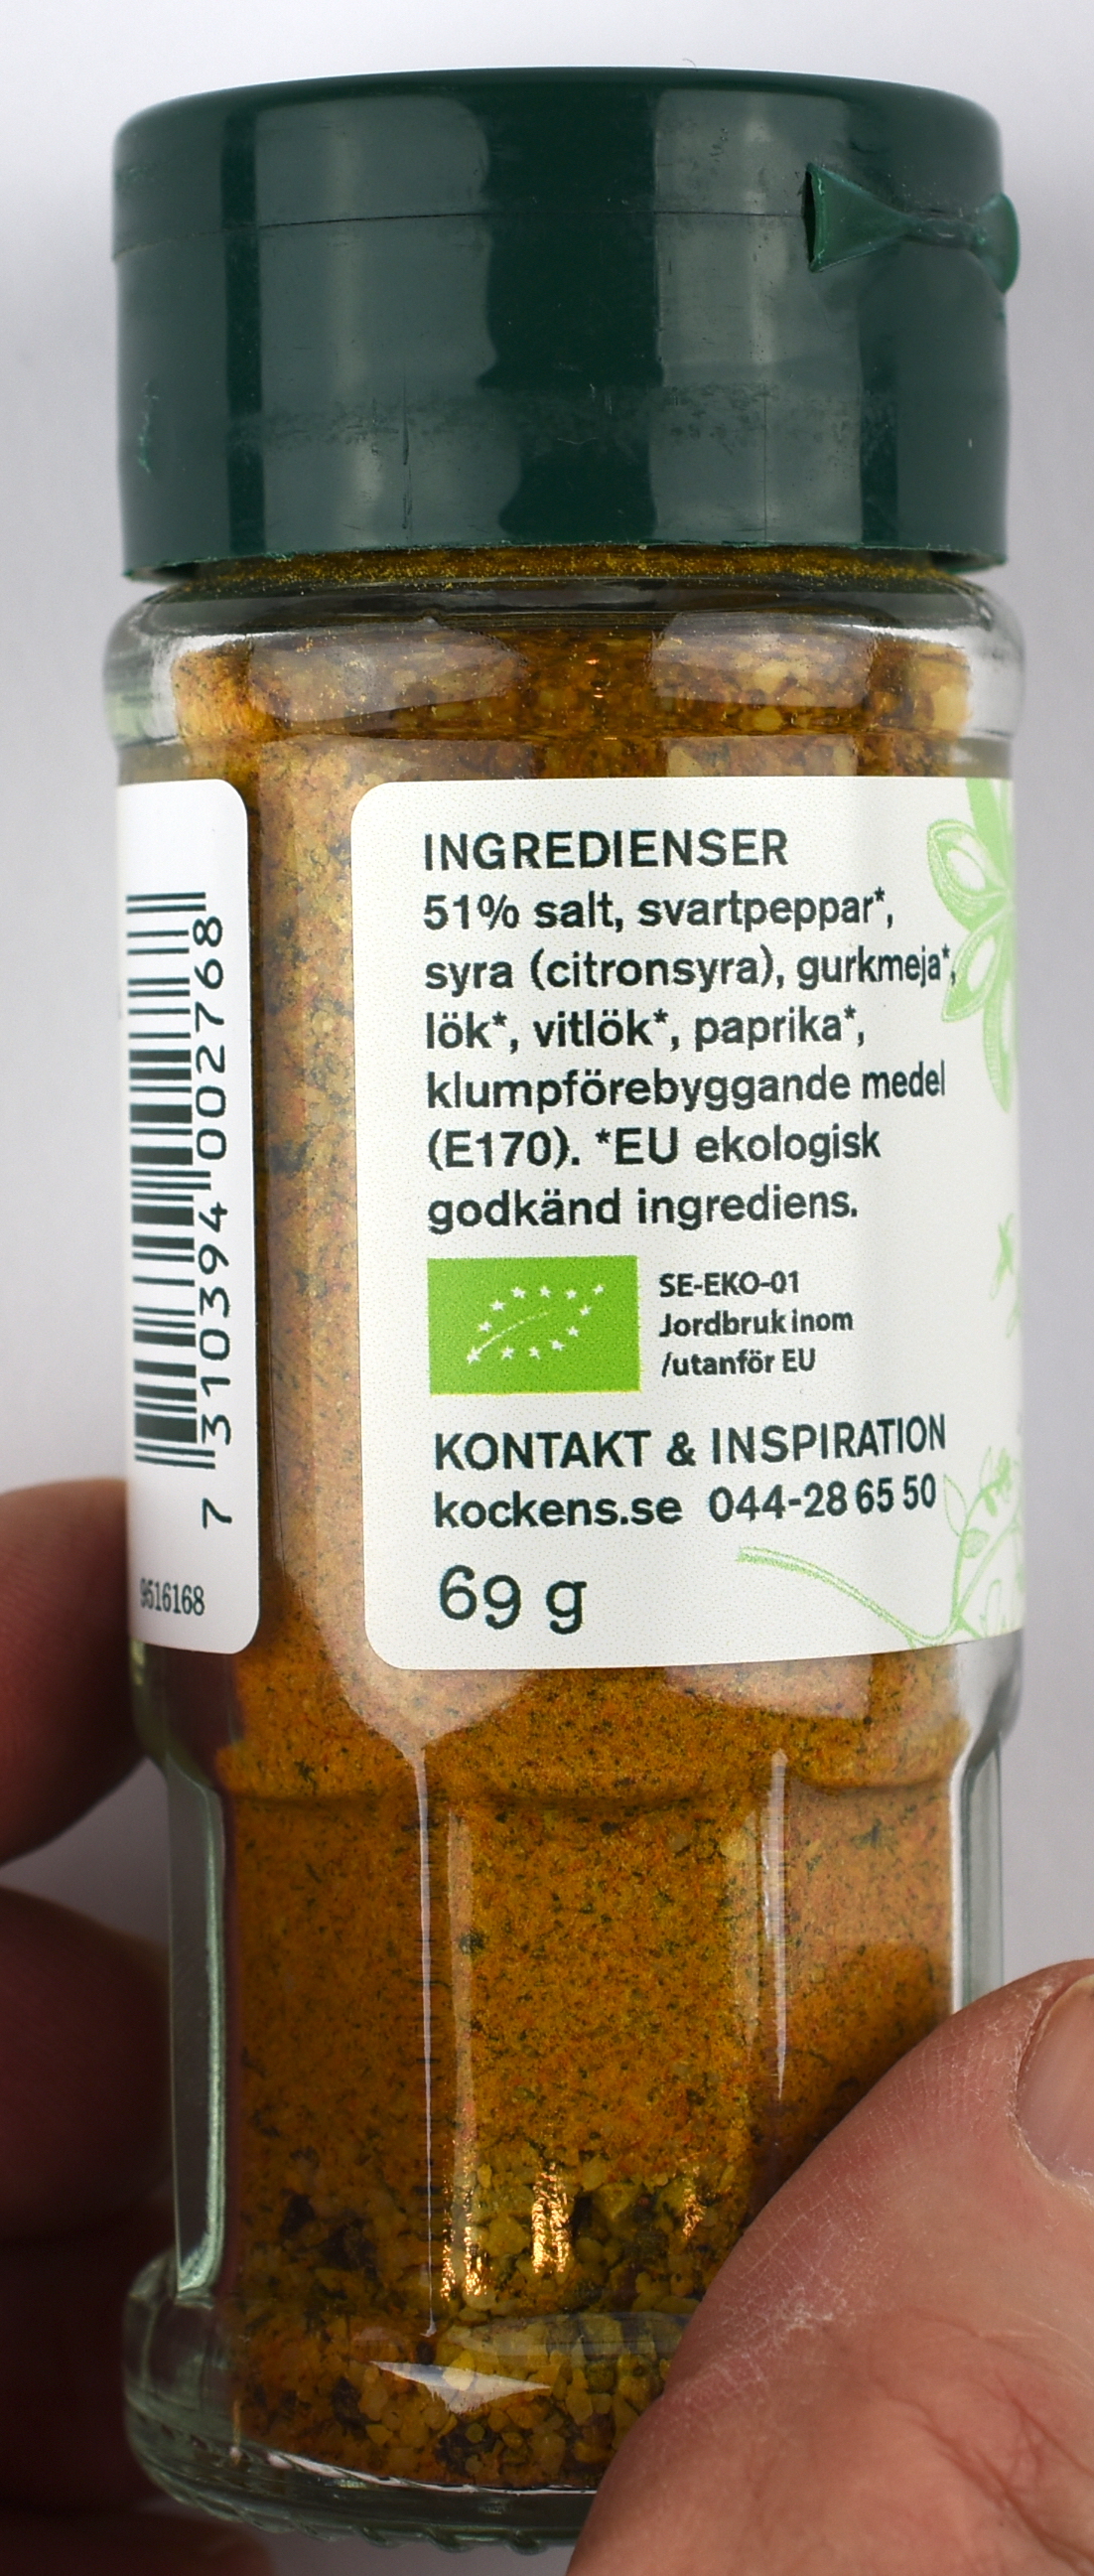 INGREDIENSER
51% salt, svartpeppar*,
syra (citronsyra), gurkmeja*,
lök*, vitlök*, paprika*,
klumpförebyggande medel
(E170). *EU ekologisk
godkänd ingrediens.
SE-EKO-01
Jordbruk inom
/utanför EU
KONTAKT & INSPIRATION
kockens.se 044-28 65 50
69 g
7 310394 002768
9516168